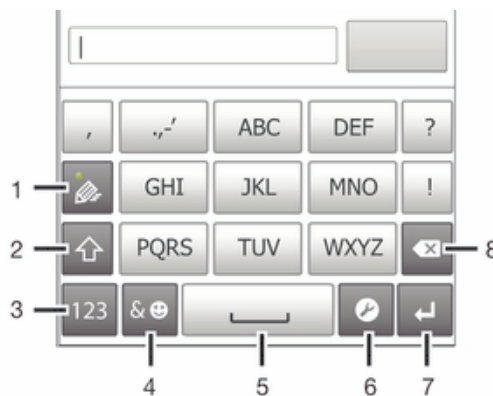 , .,-′ ABC DEF ?
1 GHI JKL MNO !
2 PQRS TUV WXYZ 8
3 123 &
4 5 6 7